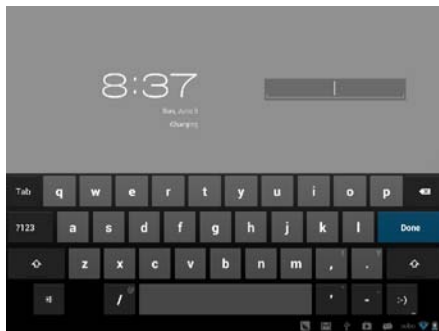 8:37
Charging
Tab q w e r t y u i o p
?123 a s d f g h j k l Done
z x c v b n m , ! . ?
/ @ ' - :-)